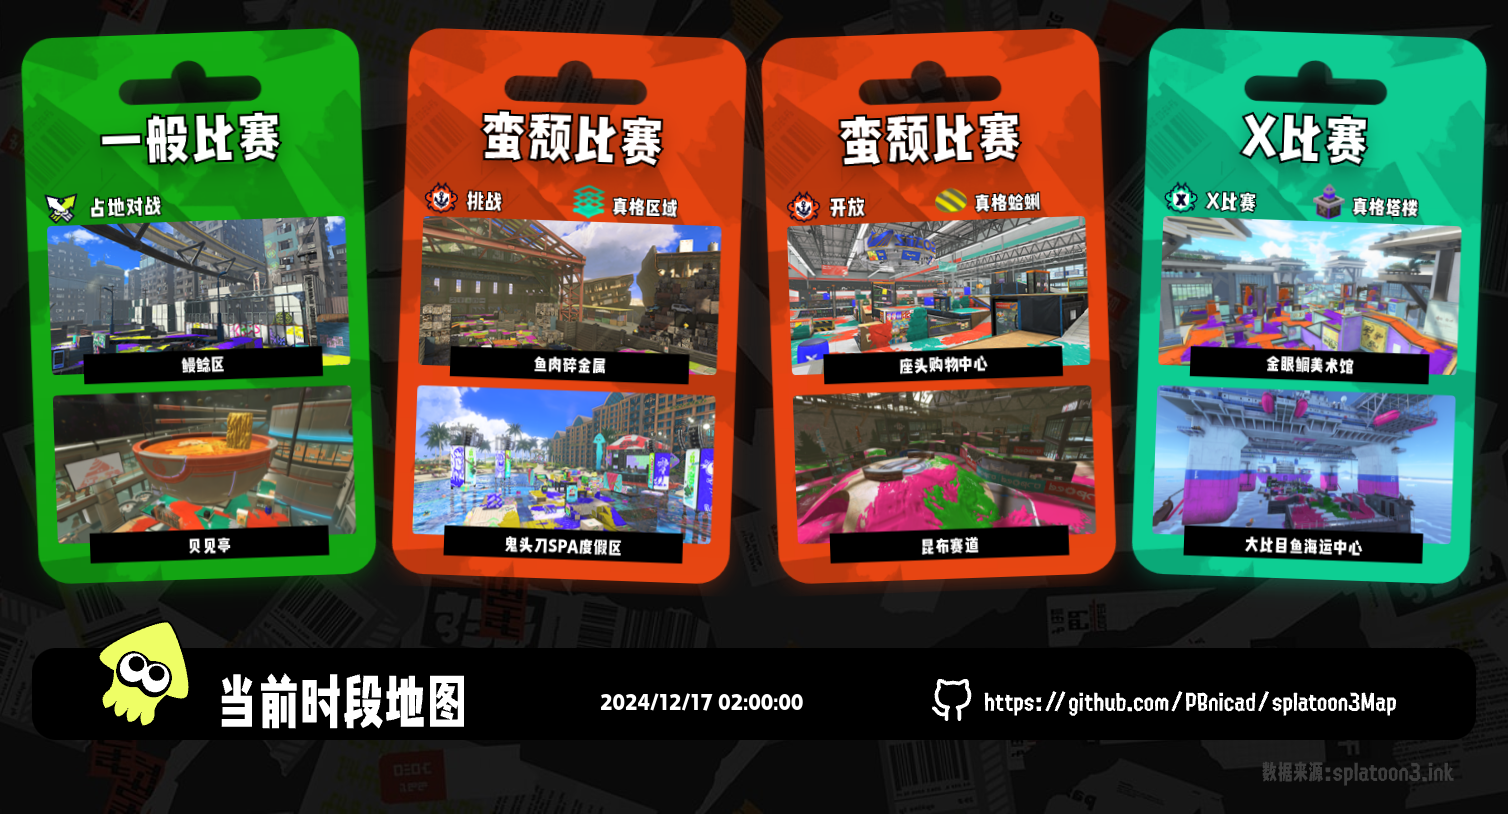 一般比赛
占地对战
鳗鲶区
贝见亭
蛮颓比赛
挑战
真格区域
鱼肉碎金属
鬼头刀SPA度假区
蛮颓比赛
开放
真格蛤蜊
座头购物中心
昆布赛道
X比赛
X比赛
真格塔楼
金眼鲷美术馆
大比目鱼海运中心
当前时段地图
2024/12/17 02:00:00
https://github.com/PBnicad/splatoon3Map
数据来源:splatoon3.ink